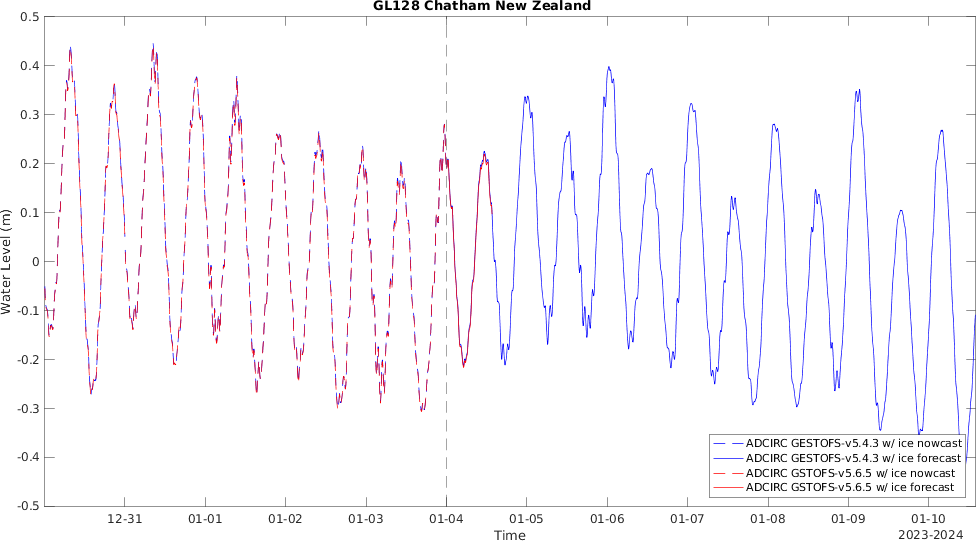 GL128 Chatham New Zealand
Water Level (m)
0.5
0.4
0.3
0.2
0.1
0
-0.1
-0.2
-0.3
-0.4
-0.5
ADCIRC GESTOFS-v5.4.3 w/ ice nowcast
ADCIRC GESTOFS-v5.4.3 w/ ice forecast
ADCIRC GSTOFS-v5.6.5 w/ ice nowcast
ADCIRC GSTOFS-v5.6.5 w/ ice forecast
12-31 01-01 01-02 01-03 01-04 01-05 01-06 01-07 01-08 01-09 01-10
Time
2023-2024